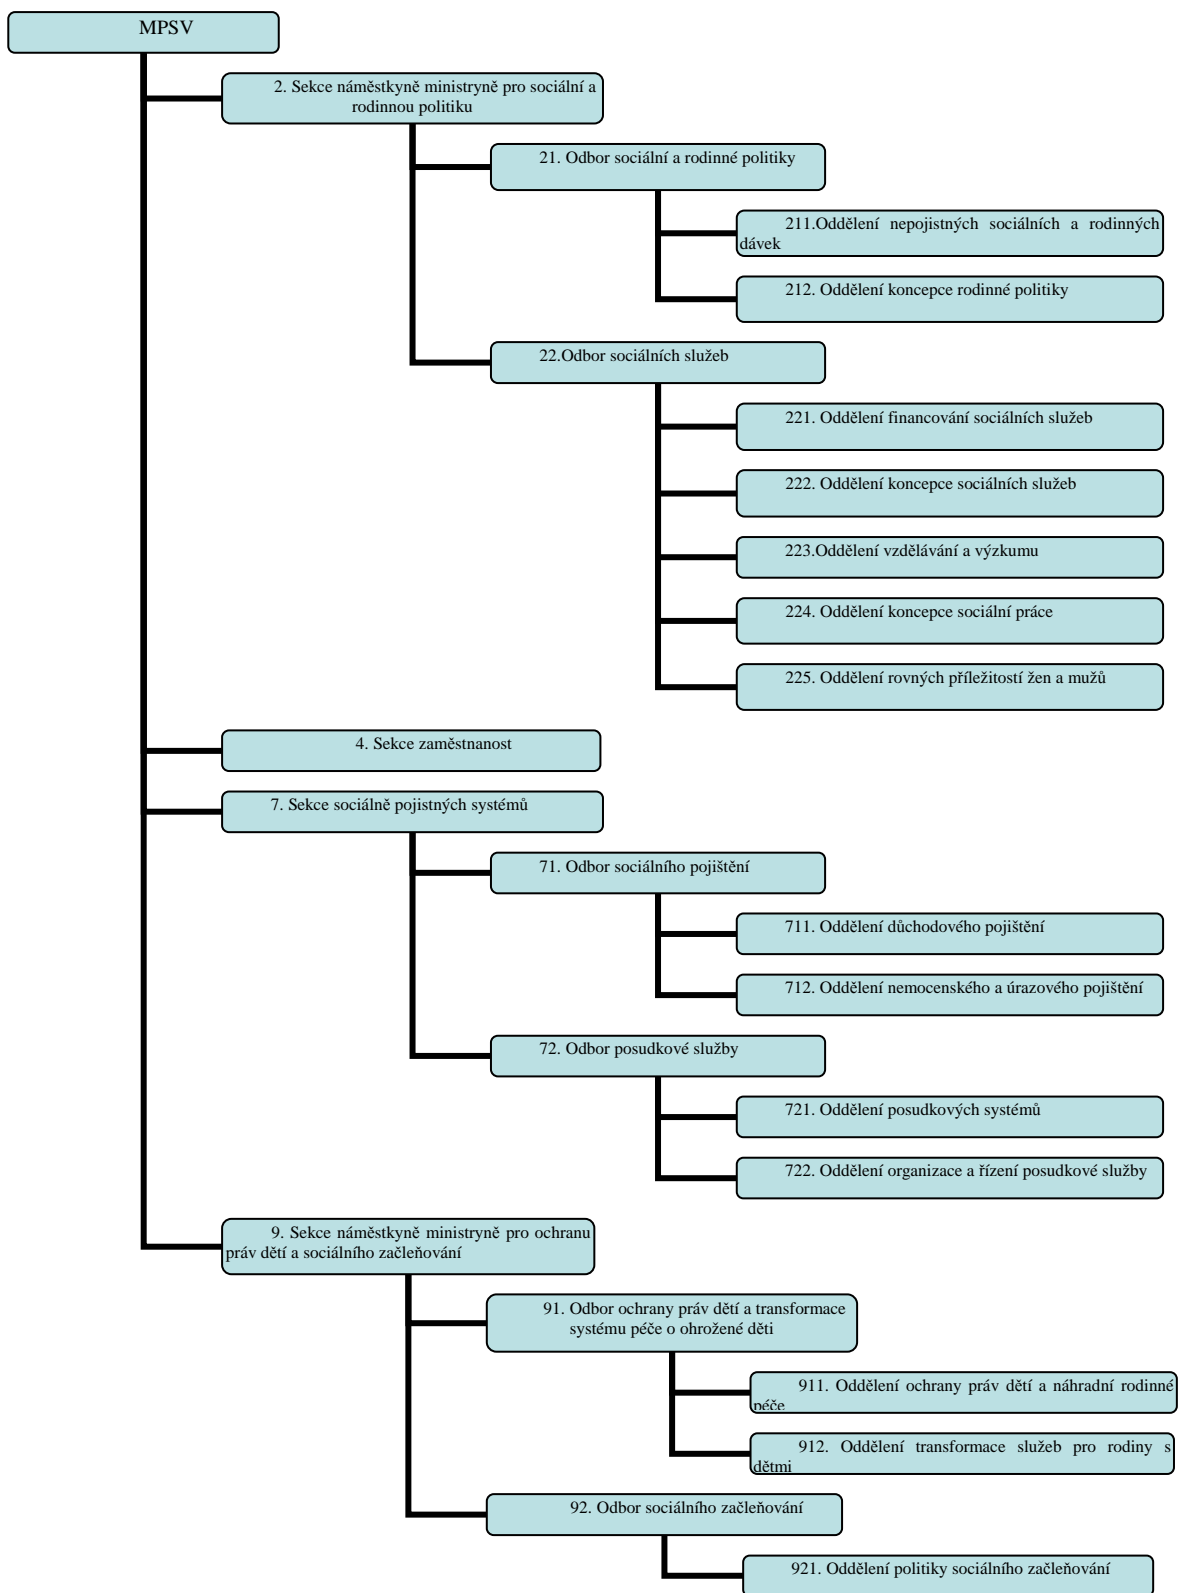 MPSV
2. Sekce náměstkyně ministryně pro sociální a
rodinnou politiku
21. Odbor sociální a rodinné politiky
211.Oddělení nepojistných sociálních a rodinných
dávek
212. Oddělení koncepce rodinné politiky
22.Odbor sociálních služeb
221. Oddělení financování sociálních služeb
222. Oddělení koncepce sociálních služeb
223.Oddělení vzdělávání a výzkumu
224. Oddělení koncepce sociální práce
225. Oddělení rovných příležitostí žen a mužů
4. Sekce zaměstnanost
7. Sekce sociálně pojistných systémů
71. Odbor sociálního pojištění
711. Oddělení důchodového pojištění
712. Oddělení nemocenského a úrazového pojištění
72. Odbor posudkové služby
721. Oddělení posudkových systémů
722. Oddělení organizace a řízení posudkové služby
9. Sekce náměstkyně ministryně pro ochranu
práv dětí a sociálního začleňování
91. Odbor ochrany práv dětí a transformace
systému péče o ohrožené děti
911. Oddělení ochrany práv dětí a náhradní rodinné
péče
912. Oddělení transformace služeb pro rodiny s
dětmi
92. Odbor sociálního začleňování
921. Oddělení politiky sociálního začleňování